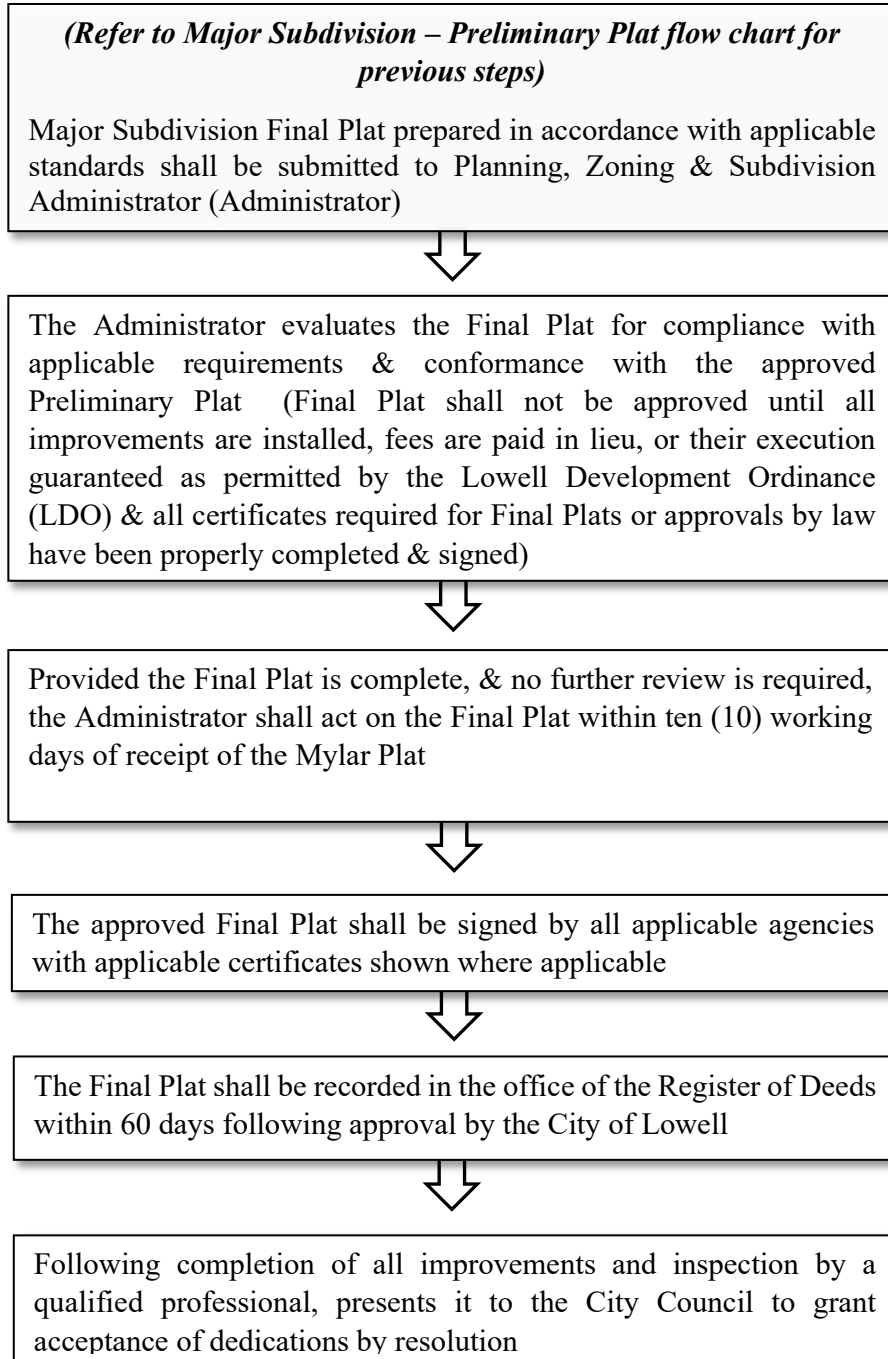 (Refer to Major Subdivision – Preliminary Plat flow chart for
previous steps)
Major Subdivision Final Plat prepared in accordance with applicable
standards shall be submitted to Planning, Zoning & Subdivision
Administrator (Administrator)
The Administrator evaluates the Final Plat for compliance with
applicable requirements & conformance with the approved
Preliminary Plat (Final Plat shall not be approved until all
improvements are installed, fees are paid in lieu, or their execution
guaranteed as permitted by the Lowell Development Ordinance
(LDO) & all certificates required for Final Plats or approvals by law
have been properly completed & signed)
Provided the Final Plat is complete, & no further review is required,
the Administrator shall act on the Final Plat within ten (10) working
days of receipt of the Mylar Plat
The approved Final Plat shall be signed by all applicable agencies
with applicable certificates shown where applicable
The Final Plat shall be recorded in the office of the Register of Deeds
within 60 days following approval by the City of Lowell
Following completion of all improvements and inspection by a
qualified professional, presents it to the City Council to grant
acceptance of dedications by resolution